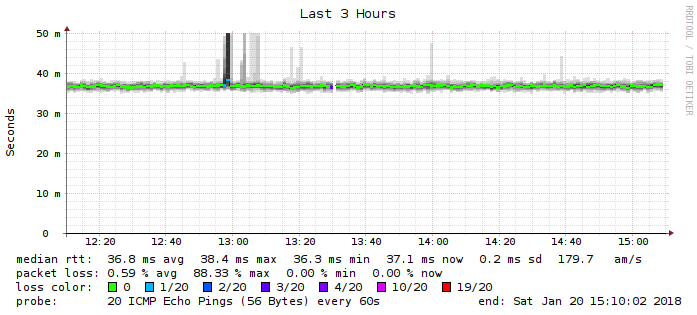 Last 3 Hours
RRDTOOL / TOBI OETIKER
Seconds
50 m
40 m
30 m
20 m
10 m
0
12:20 12:40 13:00 13:20 13:40 14:00 14:20 14:40 15:00
median rtt: 36.8 ms avg 38.4 ms max 36.3 ms min 37.1 ms now 0.2 ms sd 179.7 am/s
packet loss: 0.59 % avg 88.33 % max 0.00 % min 0.00 % now
loss color: 0 1/20 2/20 3/20 4/20 10/20 19/20
probe: 20 ICMP Echo Pings (56 Bytes) every 60s end: Sat Jan 20 15:10:02 2018